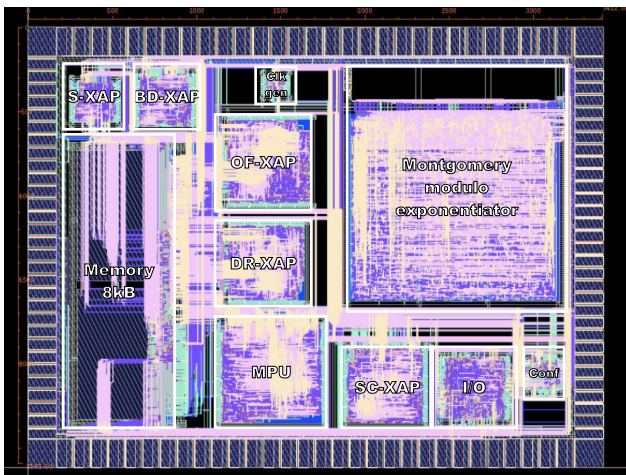 0 500 1000 1500 2000 2500 3000
S-XAP BD-XAP
Clk
gen
OF-XAP
Montgomery
modulo
exponentiator
DR-XAP
Memory
8kB
MPU
SC-XAP
I/O
Conf